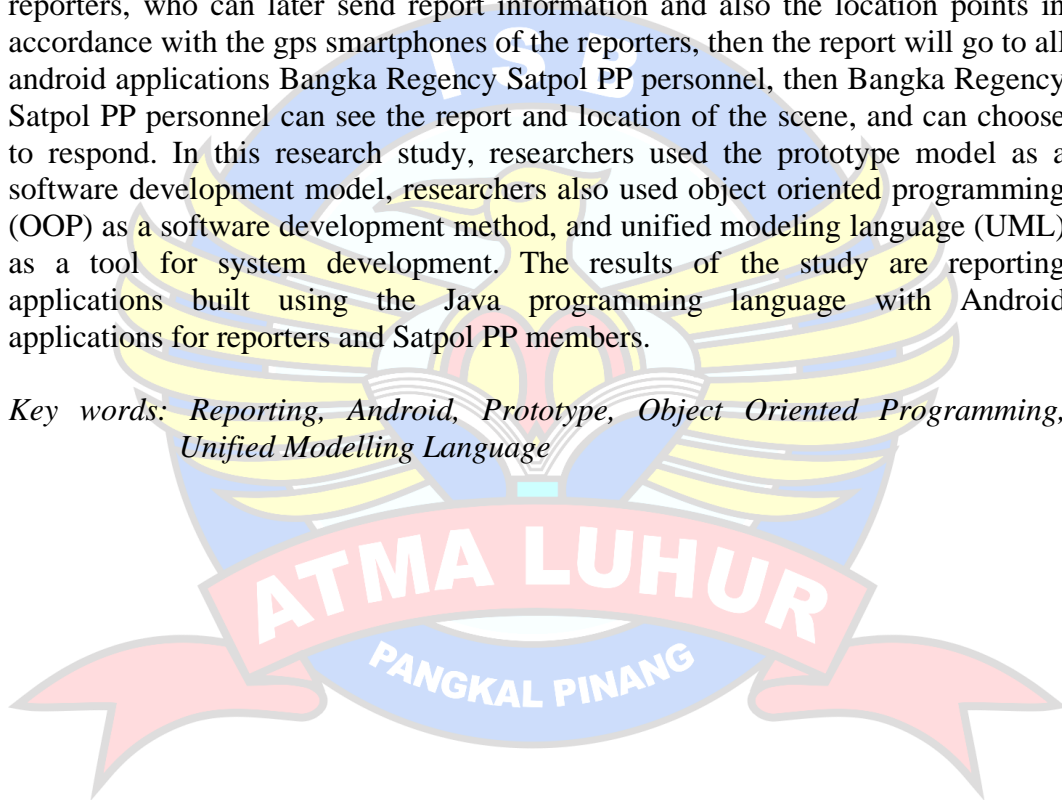 reporters, who can later send report information and also the location points in
accordance with the gps smartphones of the reporters, then the report will go to all
android applications Bangka Regency Satpol PP personnel, then Bangka Regency
Satpol PP personnel can see the report and location of the scene, and can choose
to respond. In this research study, researchers used the prototype model as a
software development model, researchers also used object oriented programming
(OOP) as a software development method, and unified modeling language (UML)
as a tool for system development. The results of the study are reporting
applications built using the Java programming language with Android
applications for reporters and Satpol PP members.
Key words: Reporting, Android, Prototype, Object Oriented Programming,
Unified Modelling Language
ISB
ATMA LUHUR
PANGKAL PINANG